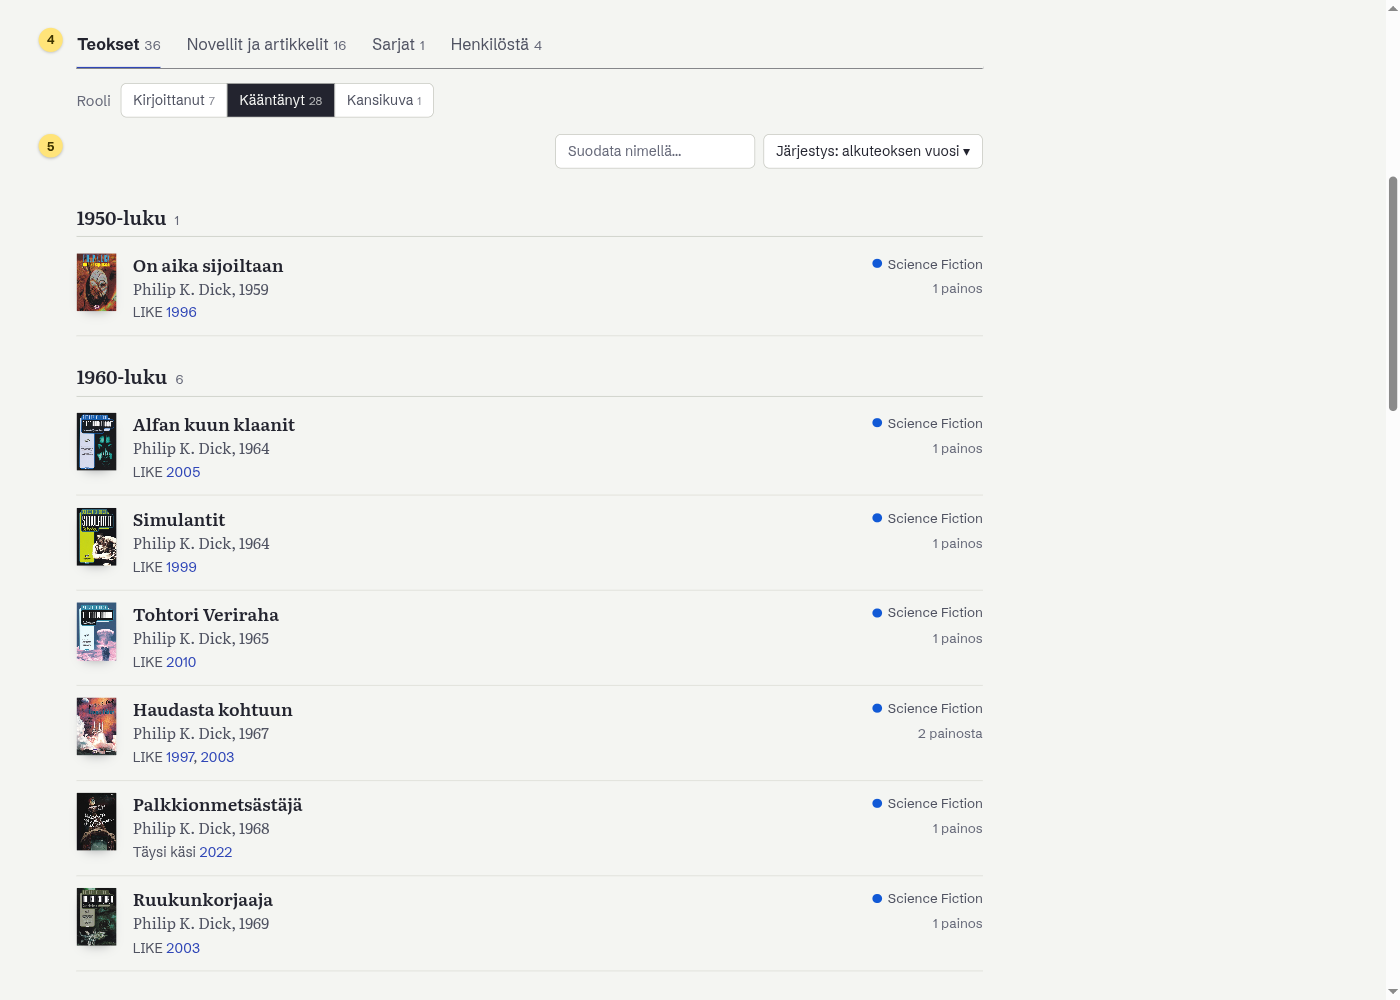 4
Teokset 36 Novellit ja artikkelit 16 Sarjat 1 Henkilöstä 4
Rooli Kirjoittanut 7 Kääntänyt 28 Kansikuva 1
5
Suodata nimellä... Järjestys: alkuteoksen vuosi ▾
1950-luku 1
On aika sijoiltaan Science Fiction
Philip K. Dick, 1959 1 painos
LIKE 1996
1960-luku 6
Alfan kuun klaanit Science Fiction
Philip K. Dick, 1964 1 painos
LIKE 2005
Simulantit Science Fiction
Philip K. Dick, 1964 1 painos
LIKE 1999
Tohtori Veriraha Science Fiction
Philip K. Dick, 1965 1 painos
LIKE 2010
Haudasta kohtuun Science Fiction
Philip K. Dick, 1967 2 painosta
LIKE 1997, 2003
Palkkionmetsästäjä Science Fiction
Philip K. Dick, 1968 1 painos
Täysi käsi 2022
Ruukunkorjaaja Science Fiction
Philip K. Dick, 1969 1 painos
LIKE 2003